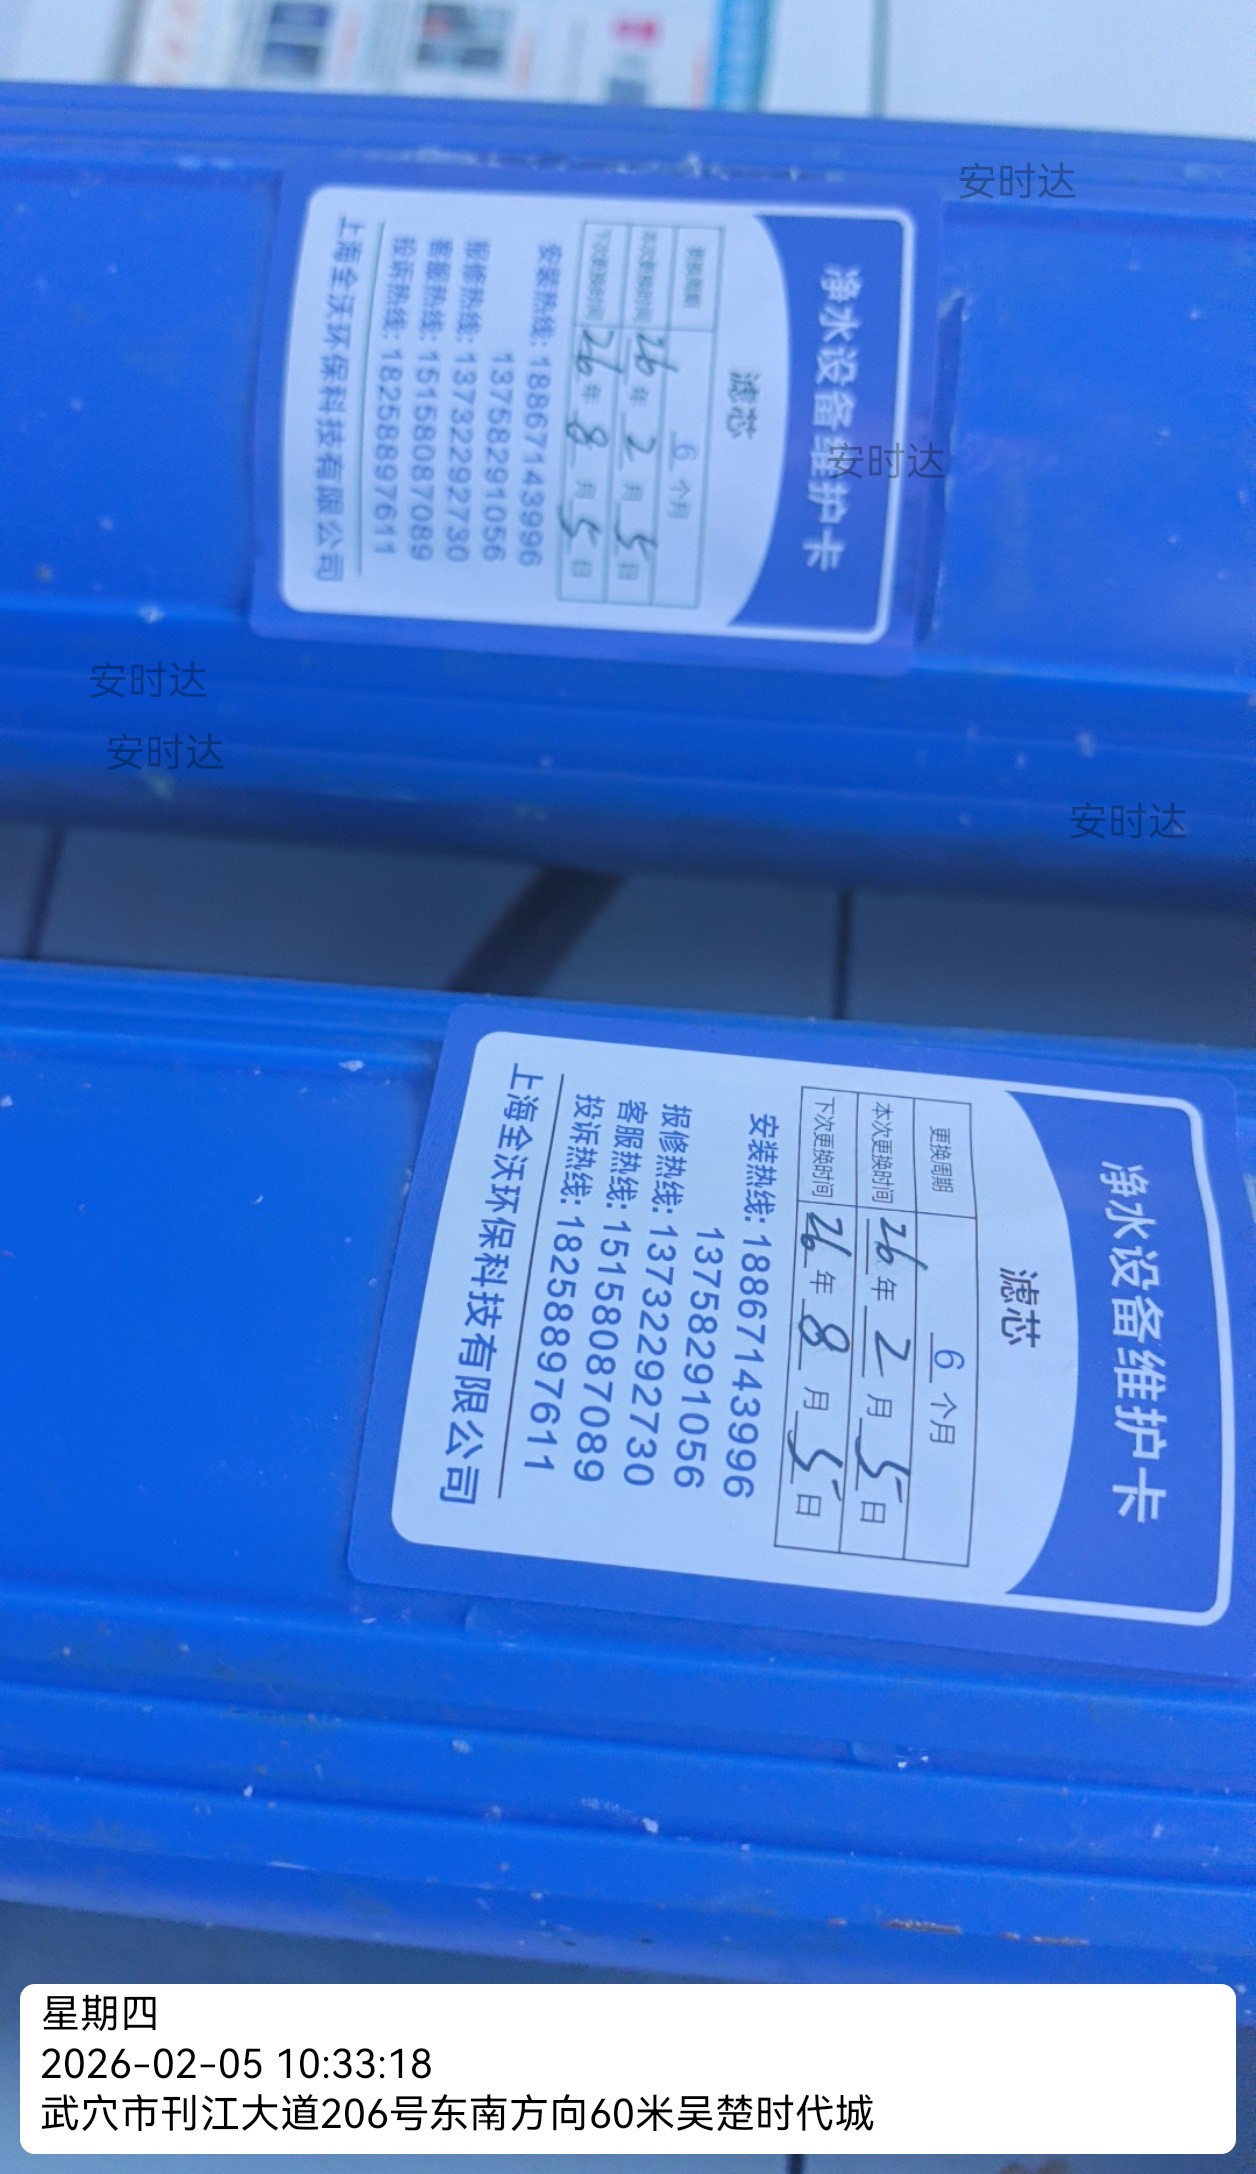 净水设备维护卡
滤芯
更换周期 6 个月
本次更换时间 26 年 2 月 5 日
下次更换时间 26 年 8 月 5 日
安装热线: 18867143996
13758291056
报修热线: 13732292730
客服热线: 15158087089
投诉热线: 18258897611
上海全沃环保科技有限公司
净水设备维护卡
滤芯
更换周期 6 个月
本次更换时间 26 年 2 月 5 日
下次更换时间 26 年 8 月 5 日
安装热线: 18867143996
13758291056
报修热线: 13732292730
客服热线: 15158087089
投诉热线: 18258897611
上海全沃环保科技有限公司
安时达
安时达
安时达
安时达
安时达
星期四
2026-02-05 10:33:18
武穴市刊江大道206号东南方向60米吴楚时代城